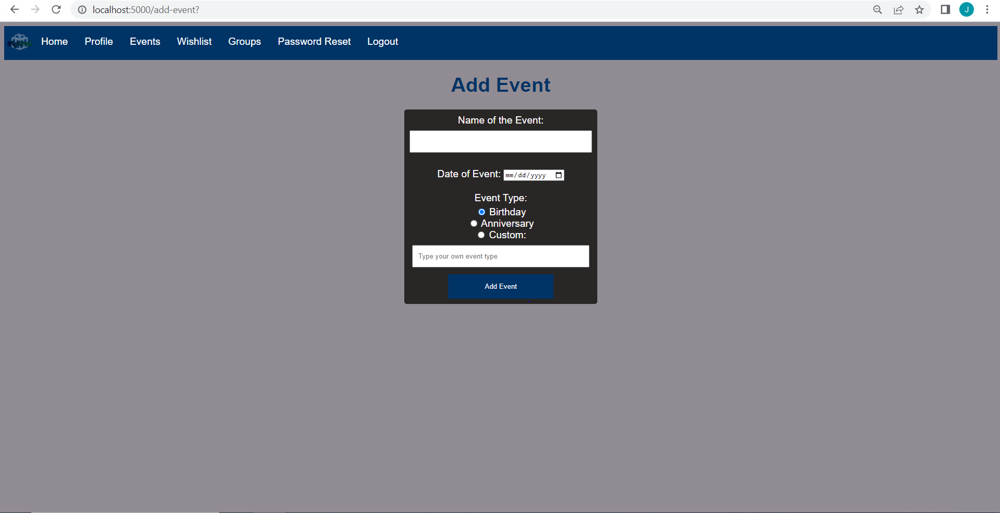 localhost:5000/add-event?
J
Home Profile Events Wishlist Groups Password Reset Logout
Add Event
Name of the Event:
Date of Event: mm/dd/yyyy
Event Type:
Birthday
Anniversary
Custom:
Type your own event type
Add Event